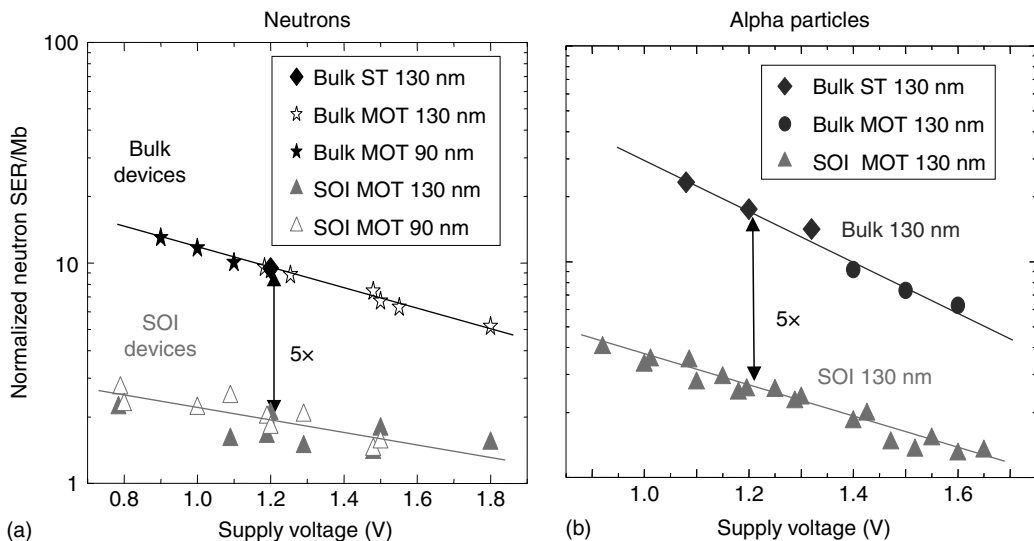 Neutrons
Normalized neutron SER/Mb
100
10
1
Bulk ST 130 nm
Bulk MOT 130 nm
Bulk MOT 90 nm
SOI MOT 130 nm
SOI MOT 90 nm
Bulk
devices
SOI
devices
5×
0.8 1.0 1.2 1.4 1.6 1.8
(a) Supply voltage (V)
Alpha particles
Bulk ST 130 nm
Bulk MOT 130 nm
SOI MOT 130 nm
Bulk 130 nm
5×
SOI 130 nm
1.0 1.2 1.4 1.6
(b) Supply voltage (V)